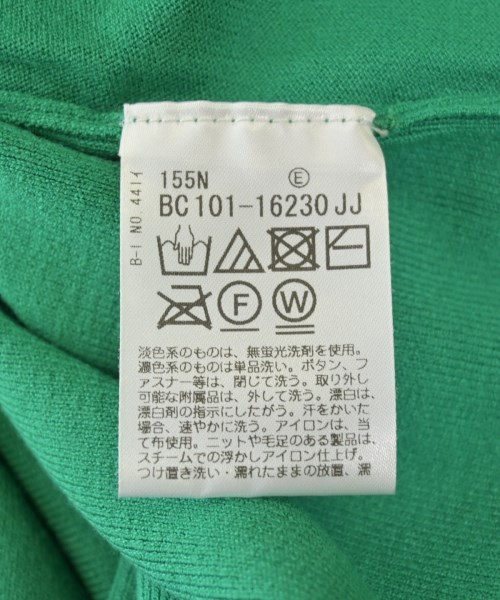 155N Ⓔ
BC101-16230JJ
B-I NO.441イ
F W
淡色系のものは、無蛍光洗剤を使用。
濃色系のものは単品洗い。ボタン、フ
ァスナー等は、閉じて洗う。取り外し
可能な附属品は、外して洗う。漂白は、
漂白剤の指示にしたがう。汗をかいた
場合、速やかに洗う。アイロンは、当
て布使用。ニットや毛足のある製品は、
スチームでの浮かしアイロン仕上げ。
つけ置き洗い・濡れたままの放置、濡